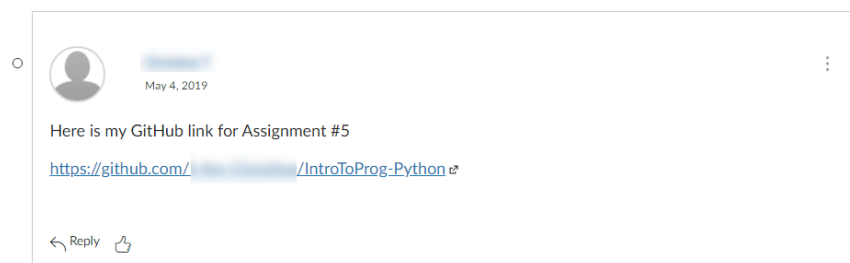 May 4, 2019
Here is my GitHub link for Assignment #5
https://github.com/ /IntroToProg-Python
Reply